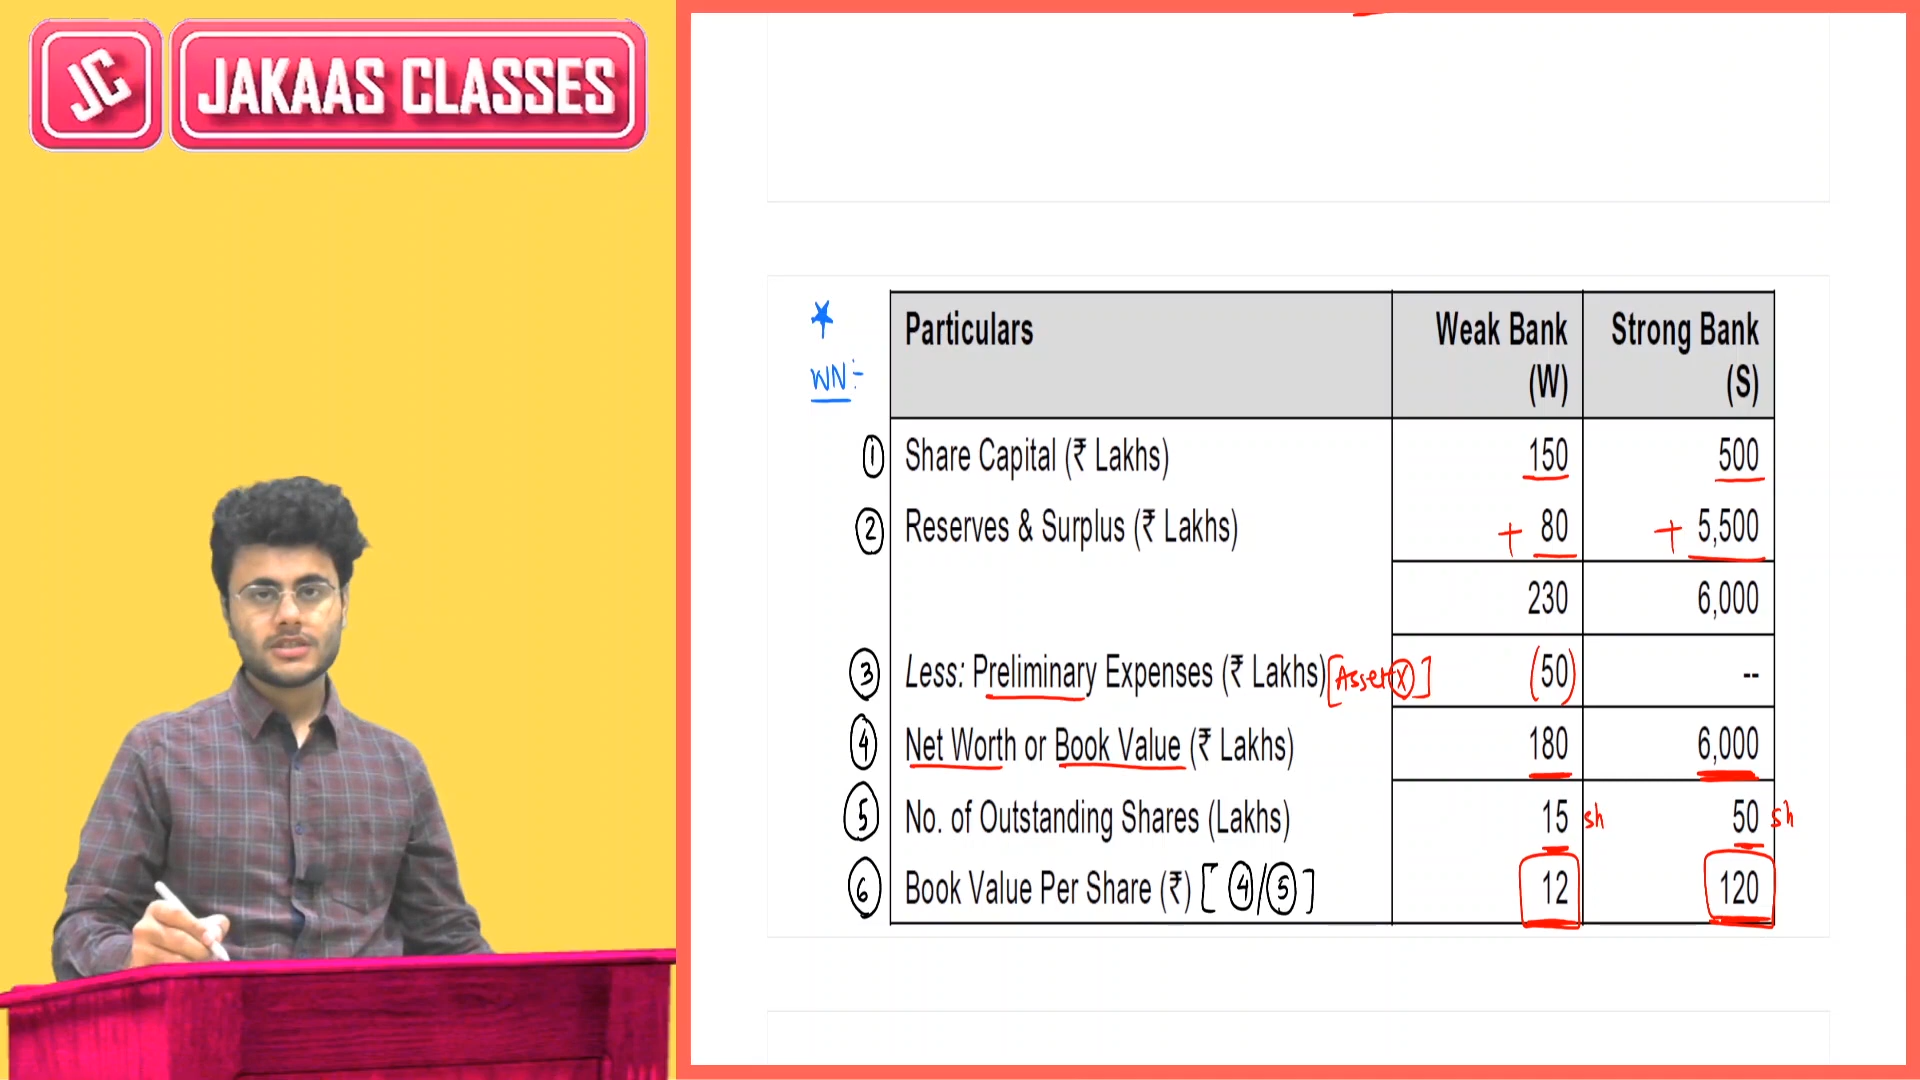 JC JAKAAS CLASSES
★
WN:-
Particulars Weak Bank (W) Strong Bank (S)
① Share Capital (₹ Lakhs) 150 500
② Reserves & Surplus (₹ Lakhs) + 80 + 5,500
230 6,000
③ Less: Preliminary Expenses (₹ Lakhs) [Asset ⓧ] (50) --
④ Net Worth or Book Value (₹ Lakhs) 180 6,000
⑤ No. of Outstanding Shares (Lakhs) 15 sh 50 sh
⑥ Book Value Per Share (₹) [④/⑤] 12 120